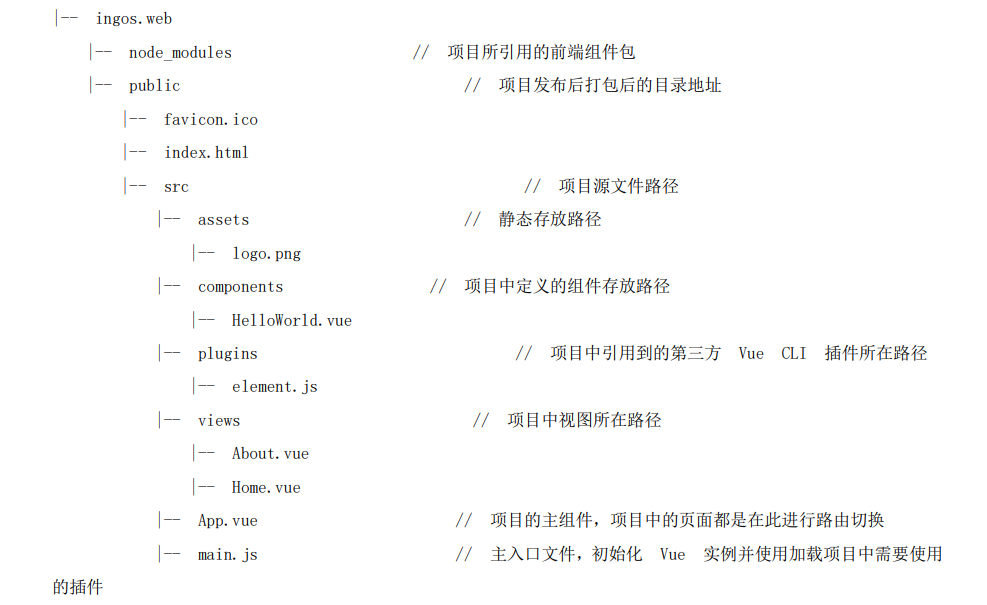 |-- ingos.web
|-- node_modules // 项目所引用的前端组件包
|-- public // 项目发布后打包后的目录地址
|-- favicon.ico
|-- index.html
|-- src // 项目源文件路径
|-- assets // 静态存放路径
|-- logo.png
|-- components // 项目中定义的组件存放路径
|-- HelloWorld.vue
|-- plugins // 项目中引用到的第三方 Vue CLI 插件所在路径
|-- element.js
|-- views // 项目中视图所在路径
|-- About.vue
|-- Home.vue
|-- App.vue // 项目的主组件，项目中的页面都是在此进行路由切换
|-- main.js // 主入口文件，初始化 Vue 实例并使用加载项目中需要使用
的插件